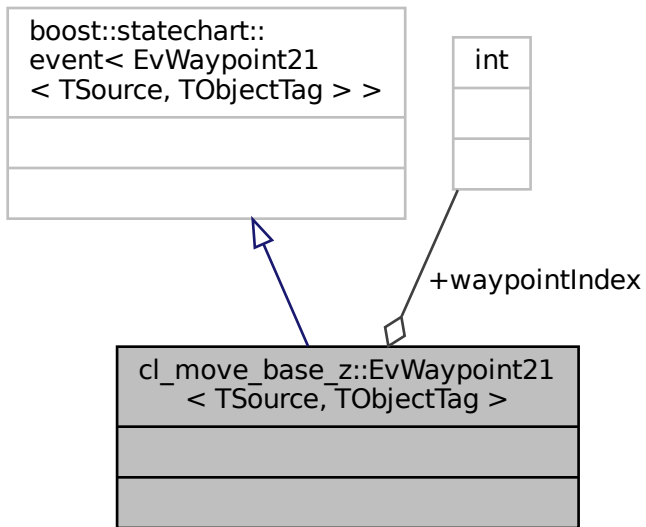 boost::statechart::
event< EvWaypoint21
< TSource, TObjectTag > >
int
+waypointIndex
cl_move_base_z::EvWaypoint21
< TSource, TObjectTag >